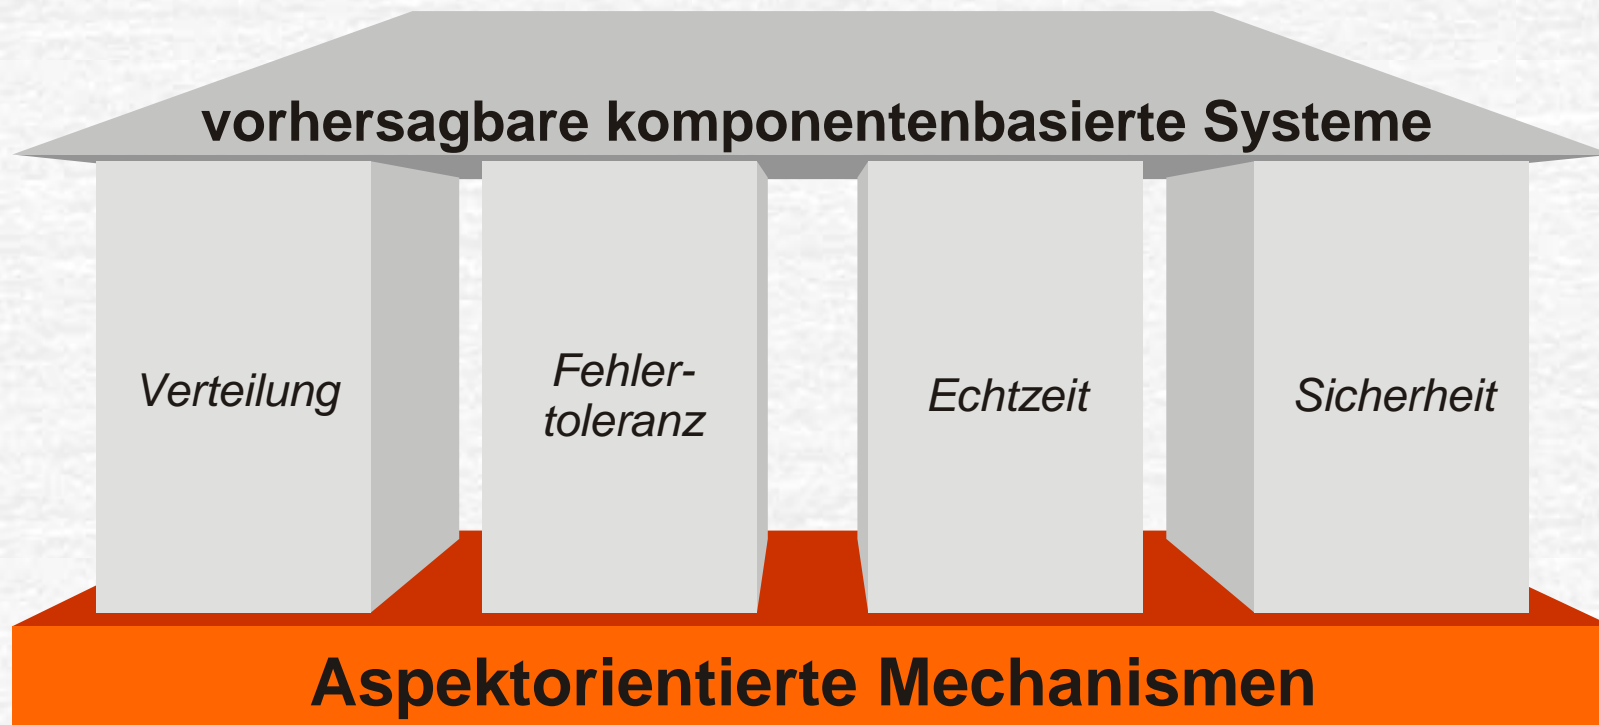 vorhersagbare komponentenbasierte Systeme
Verteilung
Fehler-
toleranz
Echtzeit
Sicherheit
Aspektorientierte Mechanismen